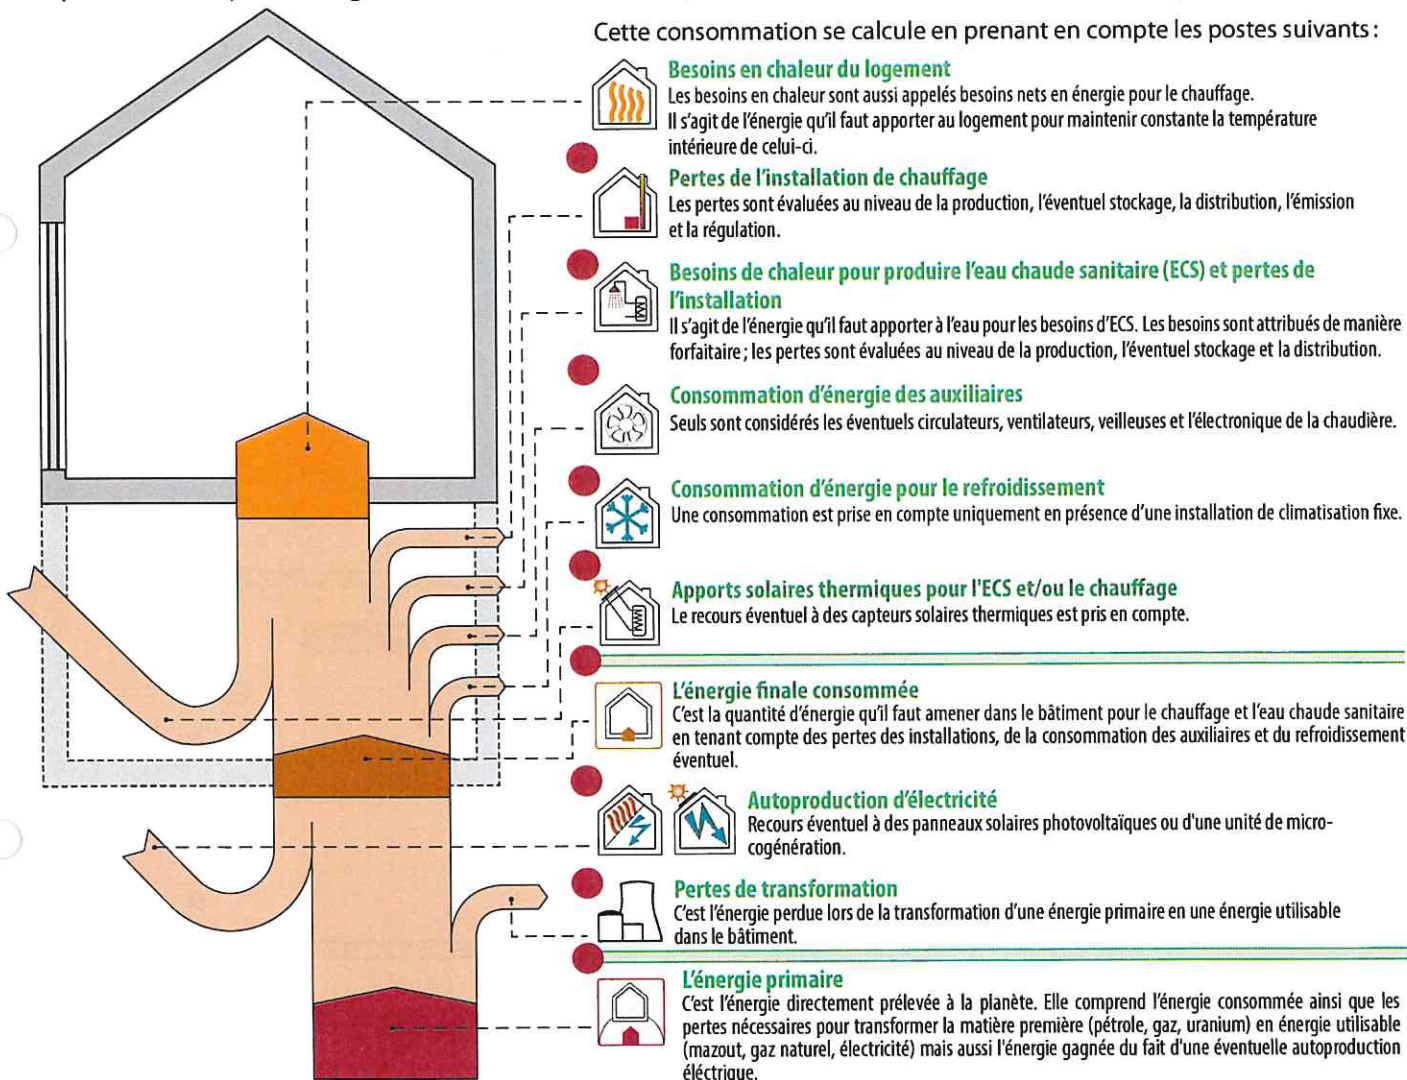 Cette consommation se calcule en prenant en compte les postes suivants :
Besoins en chaleur du logement
Les besoins en chaleur sont aussi appelés besoins nets en énergie pour le chauffage.
Il s'agit de l'énergie qu'il faut apporter au logement pour maintenir constante la température
intérieure de celui-ci.
Pertes de l'installation de chauffage
Les pertes sont évaluées au niveau de la production, l'éventuel stockage, la distribution, l'émission
et la régulation.
Besoins de chaleur pour produire l'eau chaude sanitaire (ECS) et pertes de
l'installation
Il s'agit de l'énergie qu'il faut apporter à l'eau pour les besoins d'ECS. Les besoins sont attribués de manière
forfaitaire ; les pertes sont évaluées au niveau de la production, l'éventuel stockage et la distribution.
Consommation d'énergie des auxiliaires
Seuls sont considérés les éventuels circulateurs, ventilateurs, veilleuses et l'électronique de la chaudière.
Consommation d'énergie pour le refroidissement
Une consommation est prise en compte uniquement en présence d'une installation de climatisation fixe.
Apports solaires thermiques pour l'ECS et/ou le chauffage
Le recours éventuel à des capteurs solaires thermiques est pris en compte.
L'énergie finale consommée
C'est la quantité d'énergie qu'il faut amener dans le bâtiment pour le chauffage et l'eau chaude sanitaire
en tenant compte des pertes des installations, de la consommation des auxiliaires et du refroidissement
éventuel.
Autoproduction d'électricité
Recours éventuel à des panneaux solaires photovoltaïques ou d'une unité de micro-
cogénération.
Pertes de transformation
C'est l'énergie perdue lors de la transformation d'une énergie primaire en une énergie utilisable
dans le bâtiment.
L'énergie primaire
C'est l'énergie directement prélevée à la planète. Elle comprend l'énergie consommée ainsi que les
pertes nécessaires pour transformer la matière première (pétrole, gaz, uranium) en énergie utilisable
(mazout, gaz naturel, électricité) mais aussi l'énergie gagnée du fait d'une éventuelle autoproduction
éléctrique.